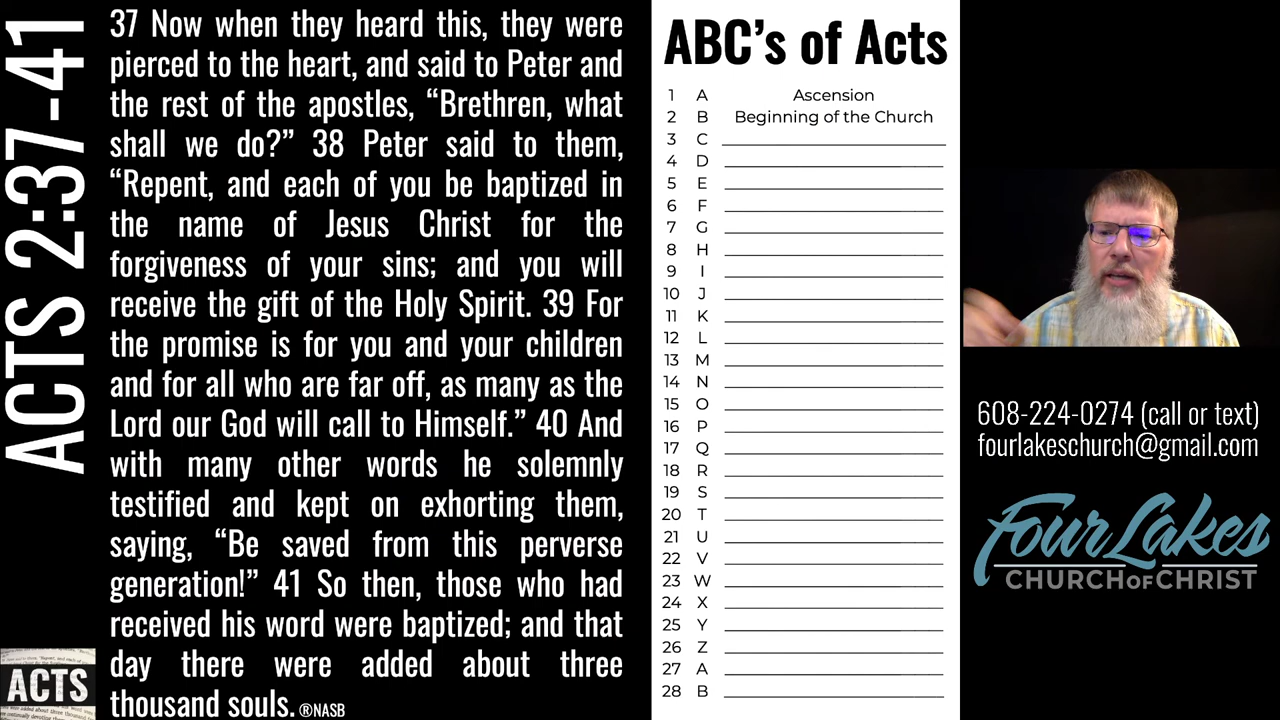 ACTS 2:37-41
37 Now when they heard this, they were
pierced to the heart, and said to Peter and
the rest of the apostles, “Brethren, what
shall we do?” 38 Peter said to them,
“Repent, and each of you be baptized in
the name of Jesus Christ for the
forgiveness of your sins; and you will
receive the gift of the Holy Spirit. 39 For
the promise is for you and your children
and for all who are far off, as many as the
Lord our God will call to Himself.” 40 And
with many other words he solemnly
testified and kept on exhorting them,
saying, “Be saved from this perverse
generation!” 41 So then, those who had
received his word were baptized; and that
day there were added about three
thousand souls. ®NASB
ACTS
ABC’s of Acts
1 A Ascension
2 B Beginning of the Church
3 C
4 D
5 E
6 F
7 G
8 H
9 I
10 J
11 K
12 L
13 M
14 N
15 O
16 P
17 Q
18 R
19 S
20 T
21 U
22 V
23 W
24 X
25 Y
26 Z
27 A
28 B
608-224-0274 (call or text)
fourlakeschurch@gmail.com
Four Lakes
CHURCH OF CHRIST